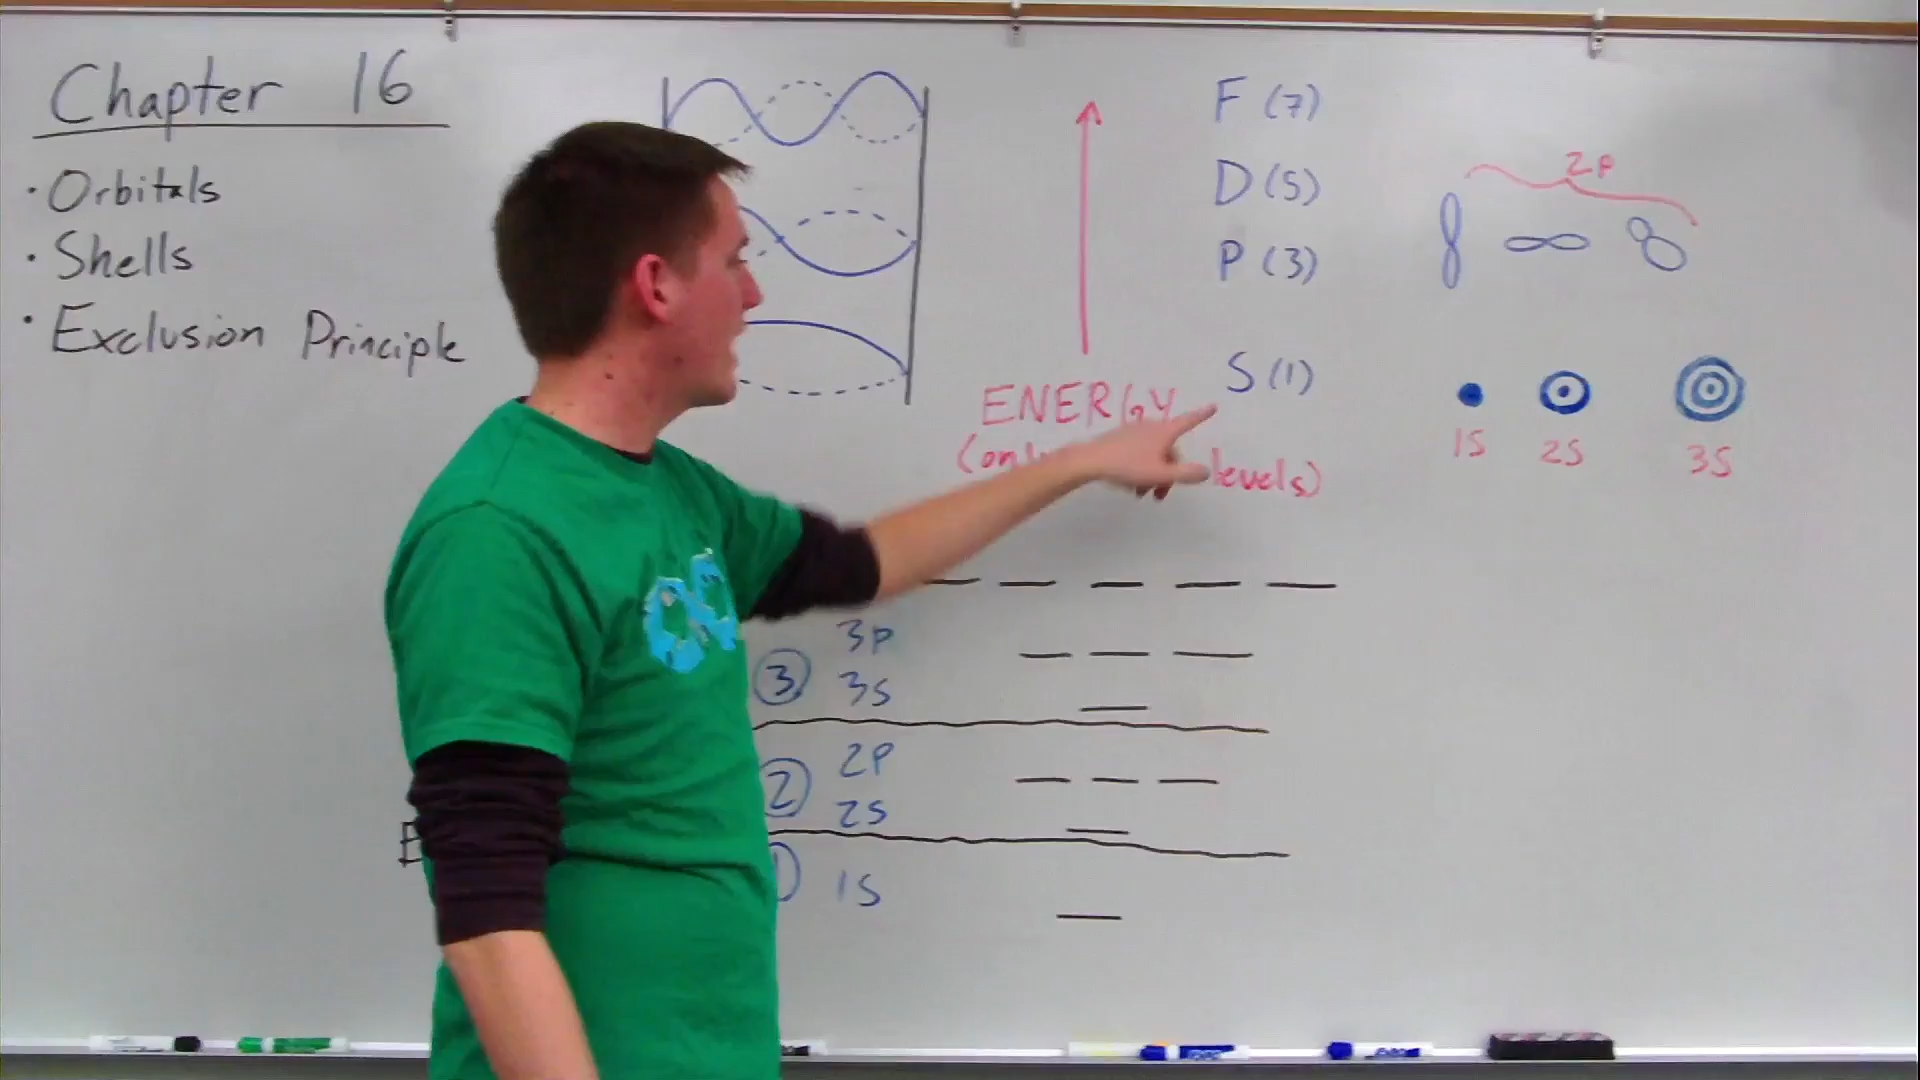 Chapter 16
· Orbitals
· Shells
· Exclusion Principle
F (7)
D (5)
P (3)
S (1)
ENERGY
levels)
2P
1S 2S 3S
3P
③ 3S
2P
② 2S
1S